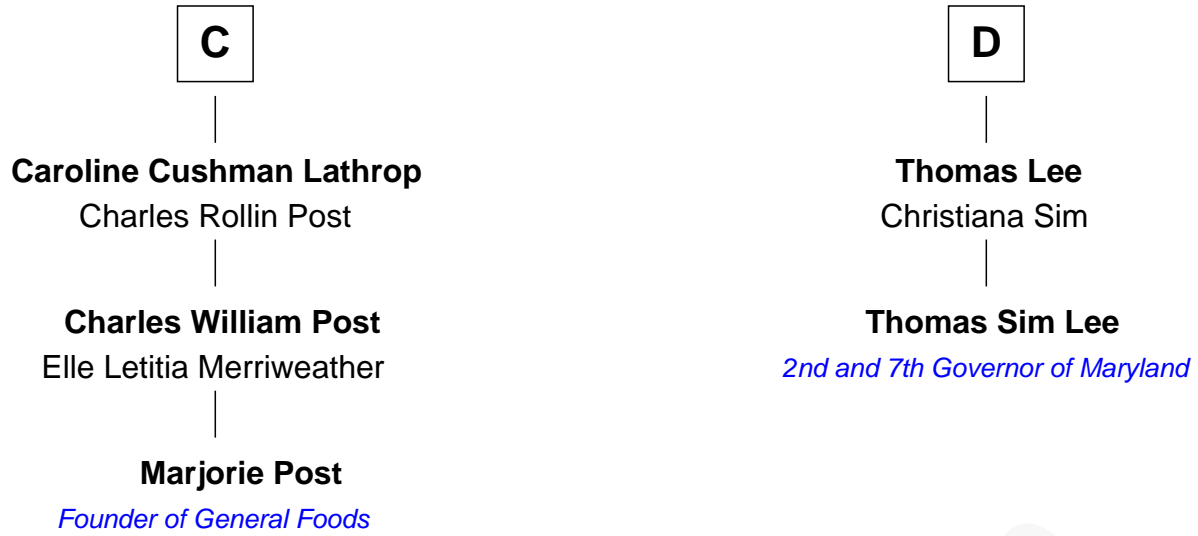 C
Caroline Cushman Lathrop
Charles Rollin Post
Charles William Post
Elle Letitia Merriweather
Marjorie Post
Founder of General Foods
D
Thomas Lee
Christiana Sim
Thomas Sim Lee
2nd and 7th Governor of Maryland